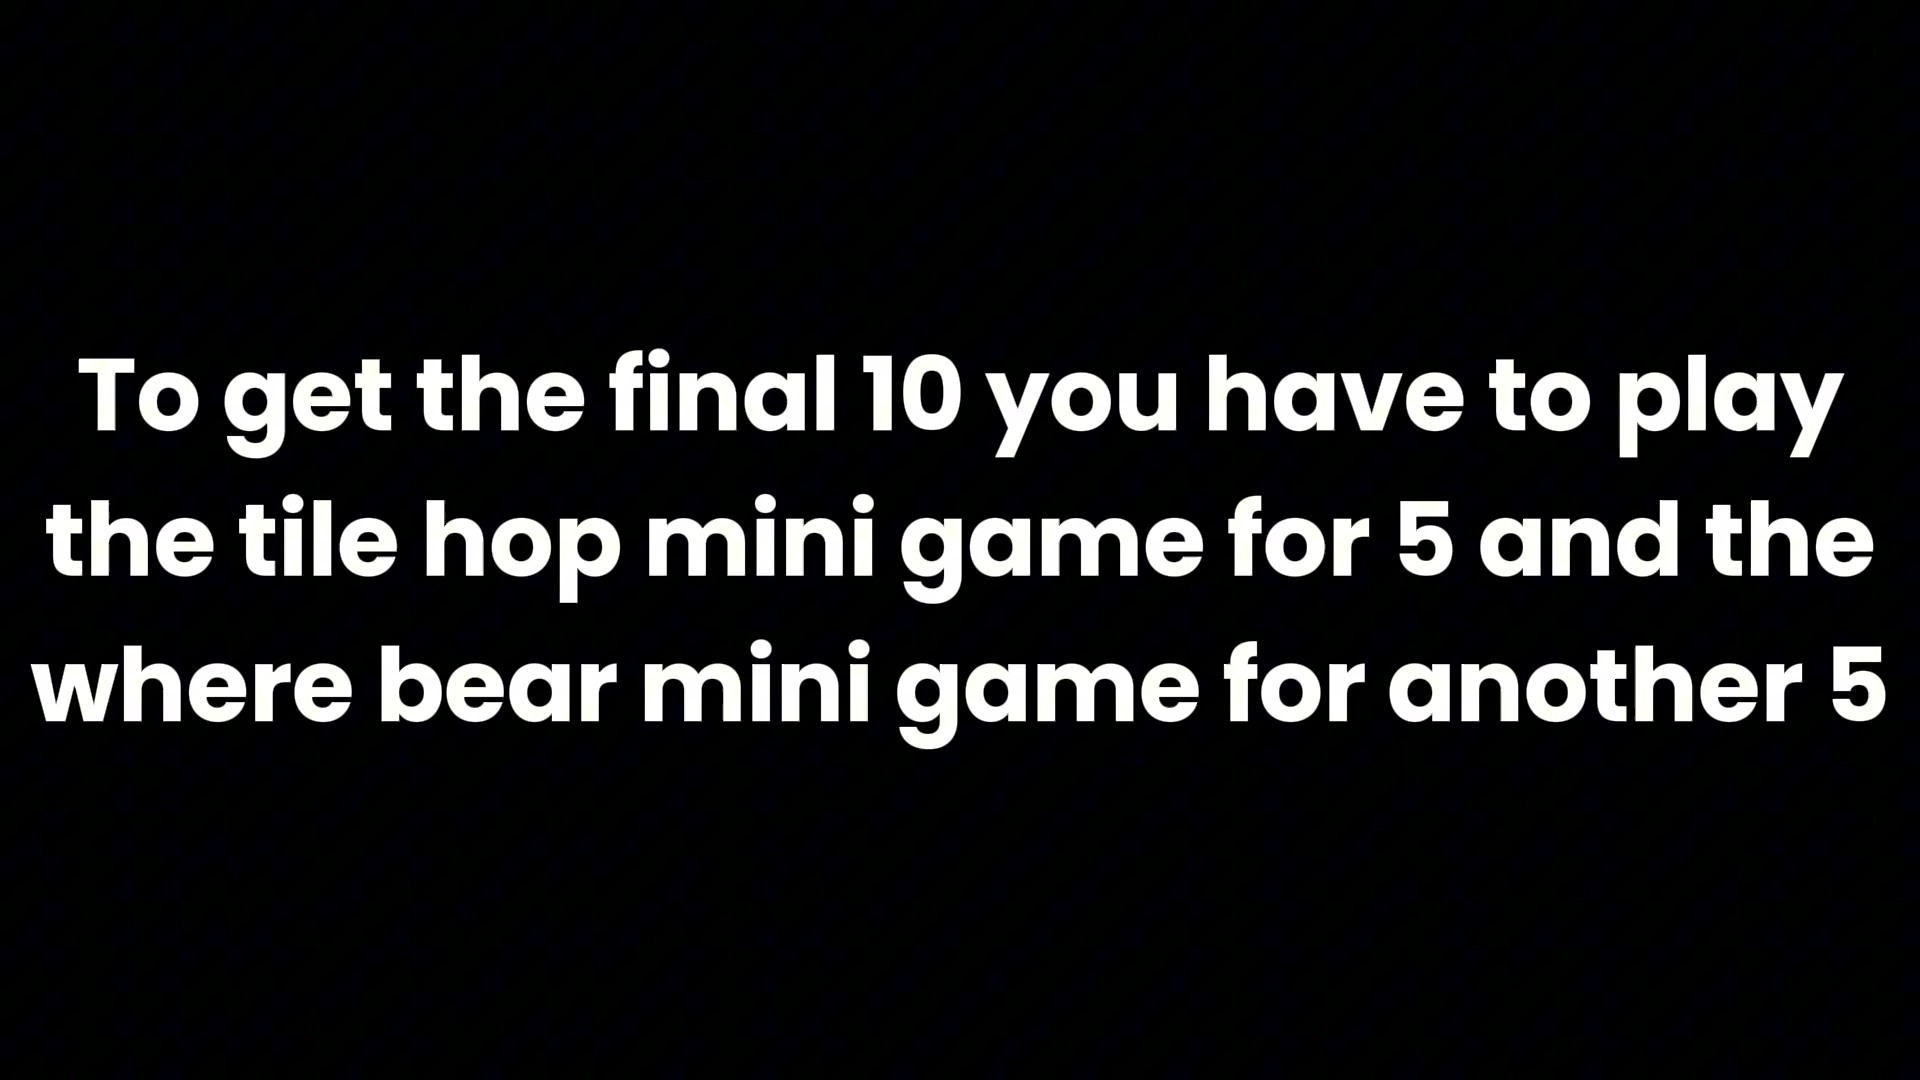 To get the final 10 you have to play
the tile hop mini game for 5 and the
where bear mini game for another 5